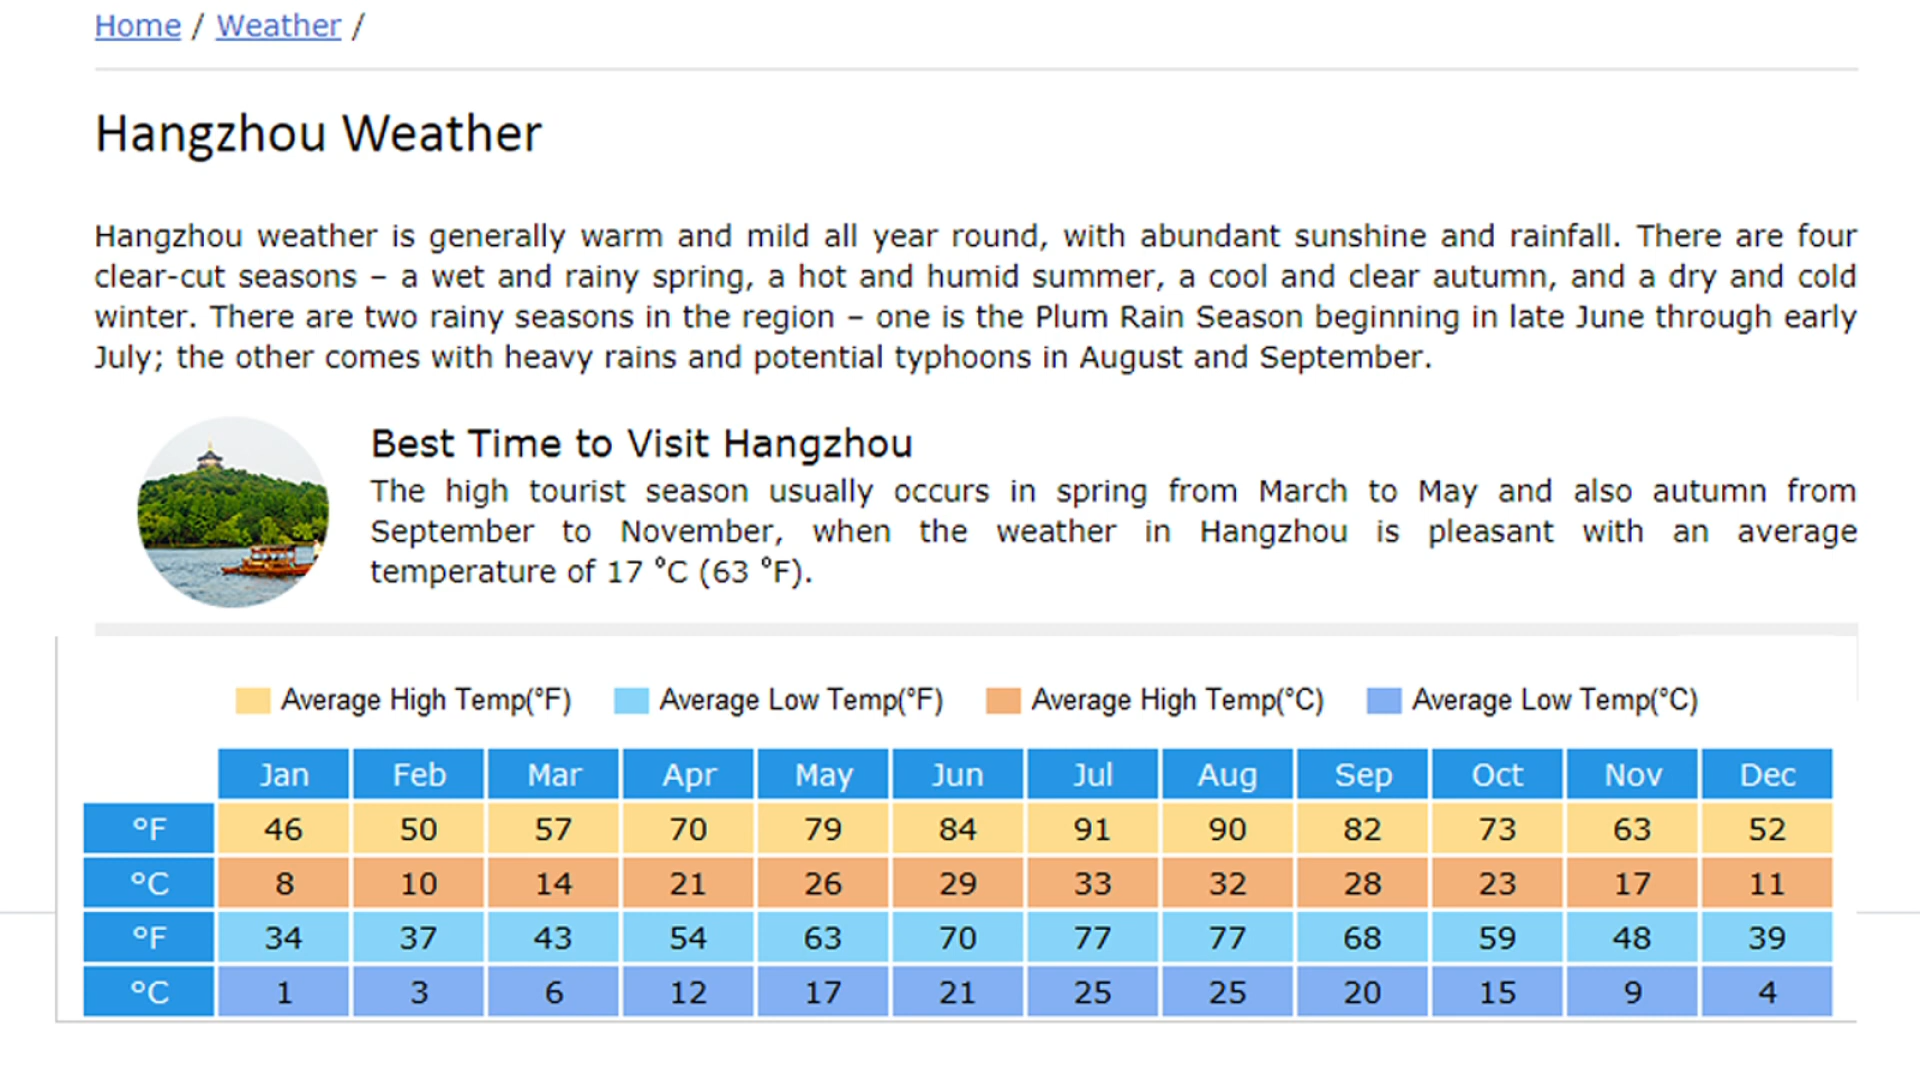 Home / Weather /
Hangzhou Weather
Hangzhou weather is generally warm and mild all year round, with abundant sunshine and rainfall. There are four
clear-cut seasons – a wet and rainy spring, a hot and humid summer, a cool and clear autumn, and a dry and cold
winter. There are two rainy seasons in the region – one is the Plum Rain Season beginning in late June through early
July; the other comes with heavy rains and potential typhoons in August and September.
Best Time to Visit Hangzhou
The high tourist season usually occurs in spring from March to May and also autumn from
September to November, when the weather in Hangzhou is pleasant with an average
temperature of 17 °C (63 °F).
Average High Temp(°F) Average Low Temp(°F) Average High Temp(°C) Average Low Temp(°C)
Jan Feb Mar Apr May Jun Jul Aug Sep Oct Nov Dec
°F 46 50 57 70 79 84 91 90 82 73 63 52
°C 8 10 14 21 26 29 33 32 28 23 17 11
°F 34 37 43 54 63 70 77 77 68 59 48 39
°C 1 3 6 12 17 21 25 25 20 15 9 4